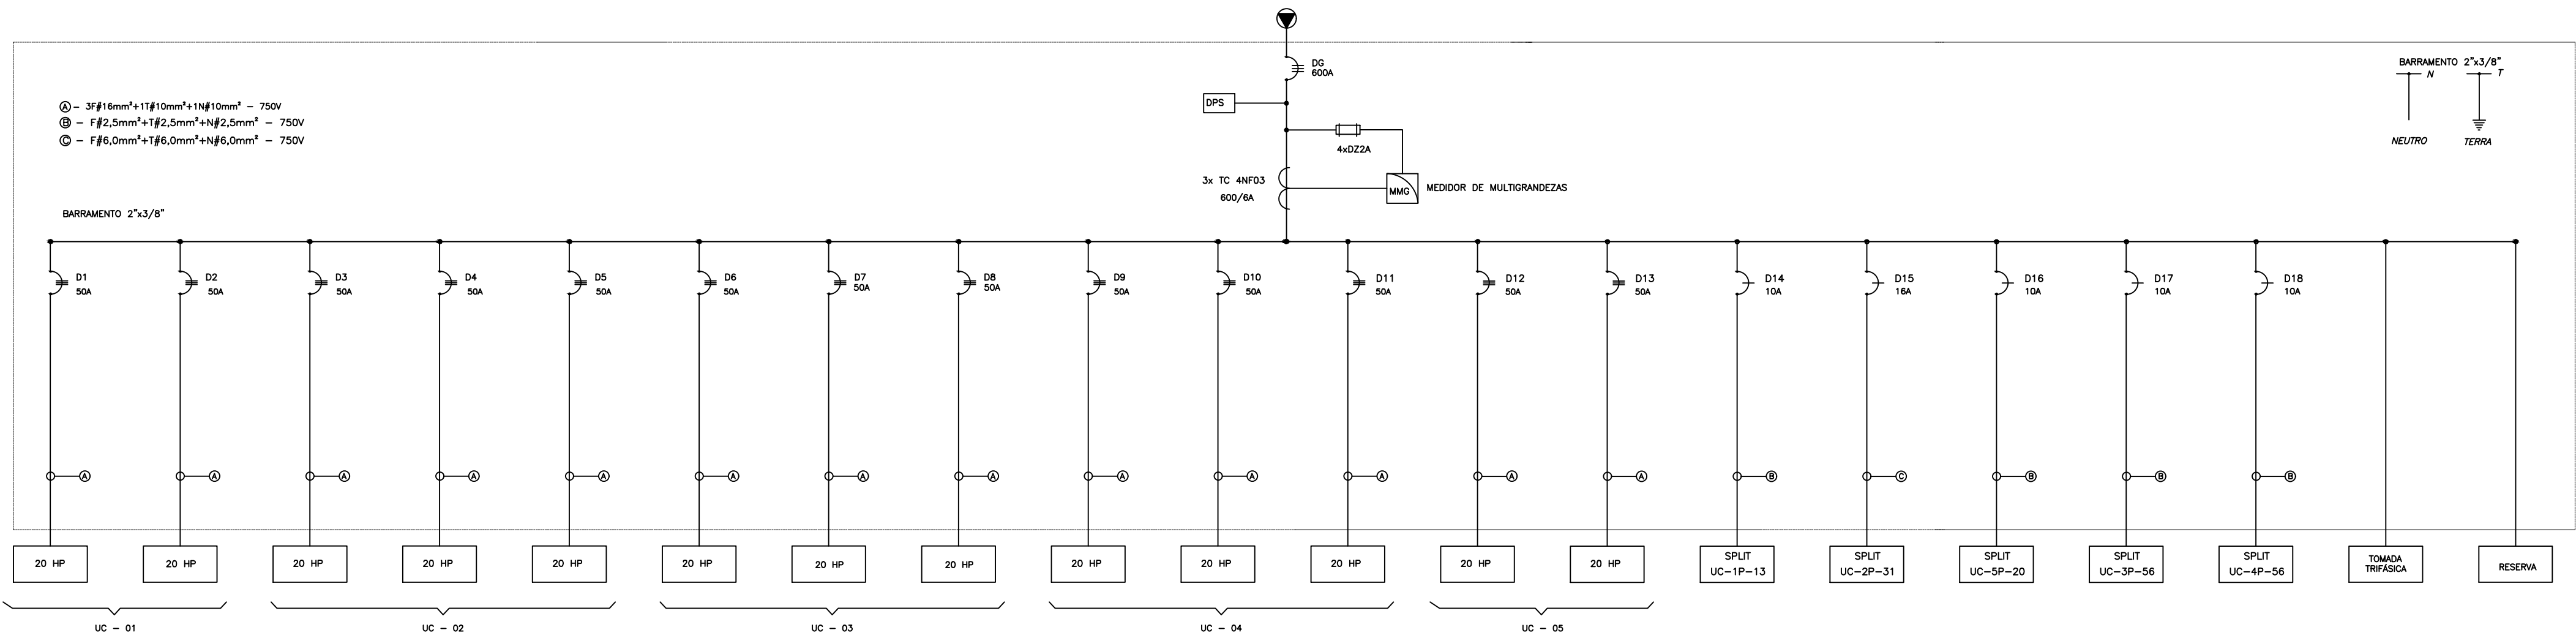 DG
600A
BARRAMENTO 2"x3/8"
N
T
NEUTRO
TERRA
Ⓐ– 3F#16mm²+1T#10mm²+1N#10mm² – 750V
Ⓑ – F#2,5mm²+T#2,5mm²+N#2,5mm² – 750V
Ⓒ – F#6,0mm²+T#6,0mm²+N#6,0mm² – 750V
DPS
4xDZ2A
3x TC 4NF03
600/6A
MMG
MEDIDOR DE MULTIGRANDEZAS
BARRAMENTO 2"x3/8"
D1
50A
D2
50A
D3
50A
D4
50A
D5
50A
D6
50A
D7
50A
D8
50A
D9
50A
D10
50A
D11
50A
D12
50A
D13
50A
D14
10A
D15
16A
D16
10A
D17
10A
D18
10A
A
A
A
A
A
A
A
A
A
A
A
A
A
B
C
B
B
B
20 HP
20 HP
20 HP
20 HP
20 HP
20 HP
20 HP
20 HP
20 HP
20 HP
20 HP
20 HP
20 HP
SPLIT
UC–1P–13
SPLIT
UC–2P–31
SPLIT
UC–5P–20
SPLIT
UC–3P–56
SPLIT
UC–4P–56
TOMADA
TRIFÁSICA
RESERVA
UC – 01
UC – 02
UC – 03
UC – 04
UC – 05